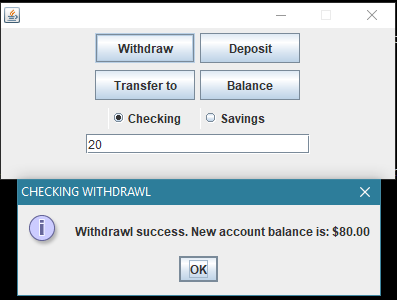 Withdraw Deposit
Transfer to Balance
Checking Savings
20
CHECKING WITHDRAWL
Withdrawl success. New account balance is: $80.00
OK